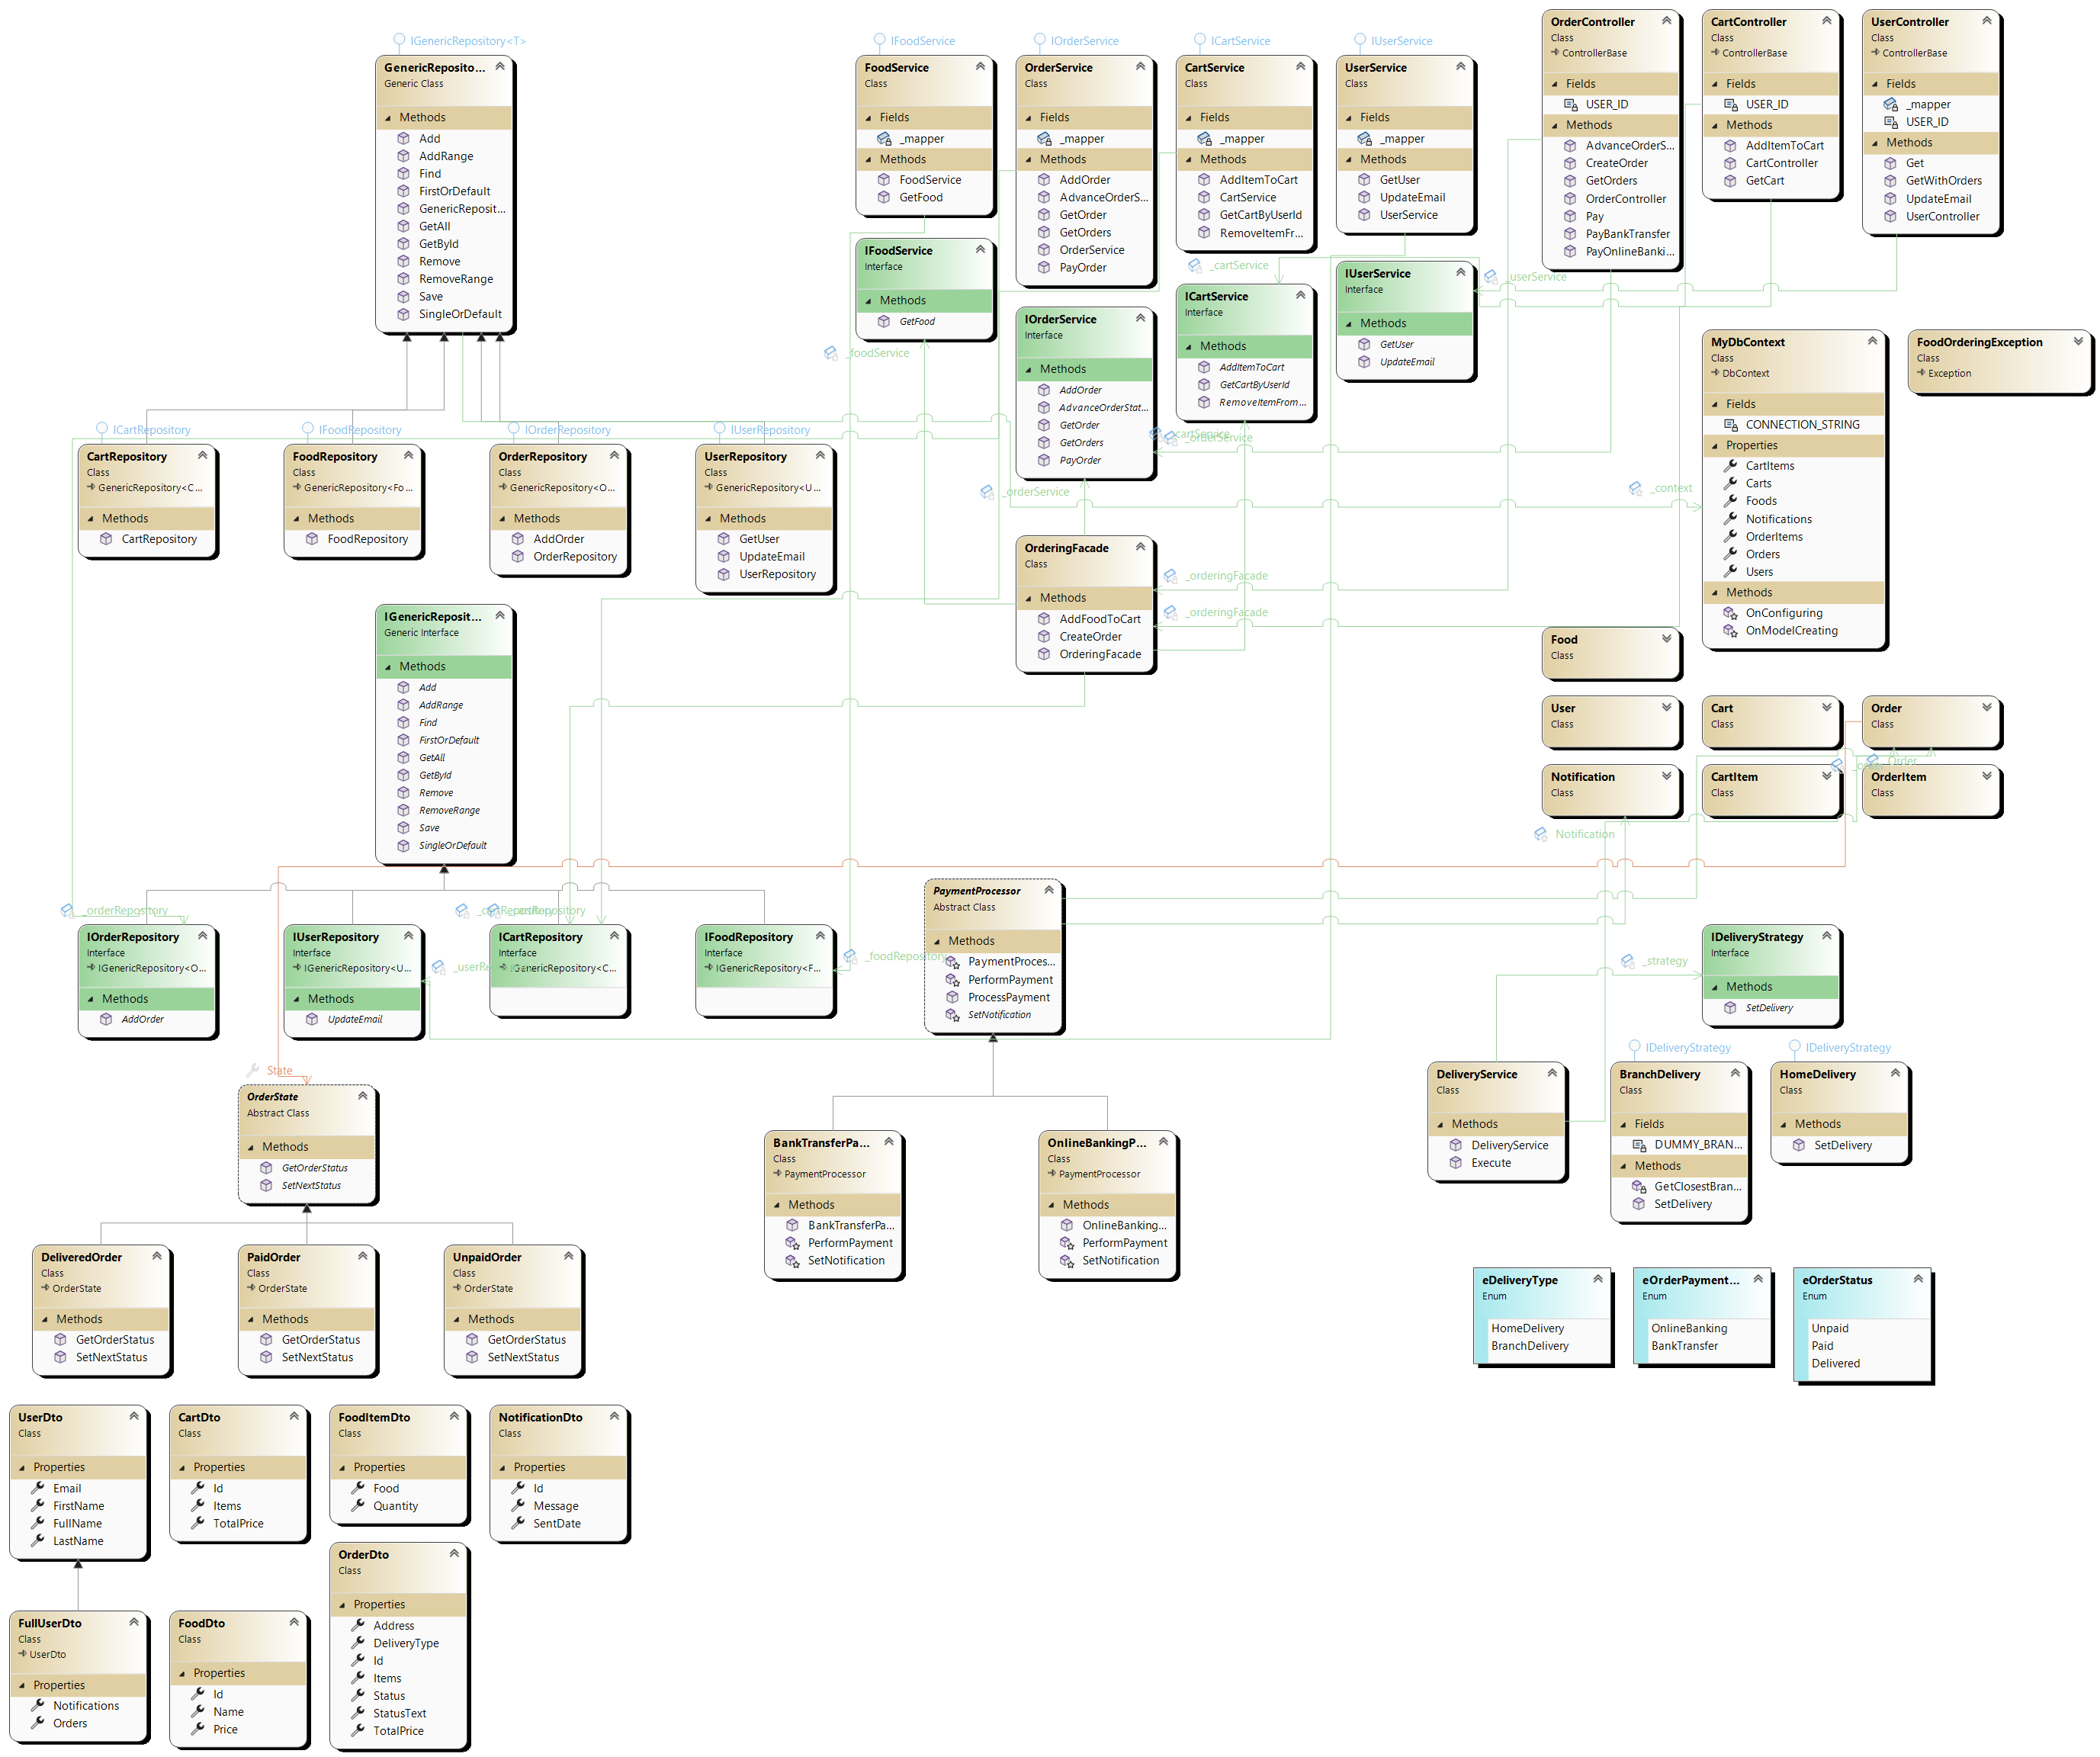 IGenericRepository<T>
GenericReposito...
Generic Class
Methods
Add
AddRange
Find
FirstOrDefault
GenericReposit...
GetAll
GetById
Remove
RemoveRange
Save
SingleOrDefault
IFoodService
FoodService
Class
Fields
_mapper
Methods
FoodService
GetFood
IOrderService
OrderService
Class
Fields
_mapper
Methods
AddOrder
AdvanceOrderS...
GetOrder
GetOrders
OrderService
PayOrder
ICartService
CartService
Class
Fields
_mapper
Methods
AddItemToCart
CartService
GetCartByUserId
RemoveItemFr...
IUserService
UserService
Class
Fields
_mapper
Methods
GetUser
UpdateEmail
UserService
OrderController
Class
ControllerBase
Fields
USER_ID
Methods
AdvanceOrderS...
CreateOrder
GetOrders
OrderController
Pay
PayBankTransfer
PayOnlineBanki...
CartController
Class
ControllerBase
Fields
USER_ID
Methods
AddItemToCart
CartController
GetCart
UserController
Class
ControllerBase
Fields
_mapper
USER_ID
Methods
Get
GetWithOrders
UpdateEmail
UserController
IFoodService
Interface
Methods
GetFood
_foodService
IOrderService
Interface
Methods
AddOrder
AdvanceOrderStat...
GetOrder
GetOrders
PayOrder
_cartService
ICartService
Interface
Methods
AddItemToCart
GetCartByUserId
RemoveItemFrom...
_cartService
_orderService
IUserService
Interface
Methods
GetUser
UpdateEmail
_userService
MyDbContext
Class
DbContext
Fields
CONNECTION_STRING
Properties
CartItems
Carts
Foods
Notifications
OrderItems
Orders
Users
Methods
OnConfiguring
OnModelCreating
FoodOrderingException
Class
Exception
_context
ICartRepository
CartRepository
Class
GenericRepository<C...
Methods
CartRepository
IFoodRepository
FoodRepository
Class
GenericRepository<Fo...
Methods
FoodRepository
IOrderRepository
OrderRepository
Class
GenericRepository<O...
Methods
AddOrder
OrderRepository
IUserRepository
UserRepository
Class
GenericRepository<U...
Methods
GetUser
UpdateEmail
UserRepository
_orderService
OrderingFacade
Class
Methods
AddFoodToCart
CreateOrder
OrderingFacade
_orderingFacade
_orderingFacade
IGenericReposit...
Generic Interface
Methods
Add
AddRange
Find
FirstOrDefault
GetAll
GetById
Remove
RemoveRange
Save
SingleOrDefault
Food
Class
User
Class
Cart
Class
Order
Class
Notification
Class
CartItem
Class
OrderItem
Class
Order
Notification
_orderRepository
IOrderRepository
Interface
IGenericRepository<O...
Methods
AddOrder
IUserRepository
Interface
IGenericRepository<U...
Methods
UpdateEmail
ICartRepository
Interface
IGenericRepository<C...
IFoodRepository
Interface
IGenericRepository<F...
_foodRepository
PaymentProcessor
Abstract Class
Methods
PaymentProces...
PerformPayment
ProcessPayment
SetNotification
IDeliveryStrategy
Interface
Methods
SetDelivery
_strategy
DeliveryService
Class
Methods
DeliveryService
Execute
IDeliveryStrategy
BranchDelivery
Class
Fields
DUMMY_BRAN...
Methods
GetClosestBran...
SetDelivery
IDeliveryStrategy
HomeDelivery
Class
Methods
SetDelivery
State
OrderState
Abstract Class
Methods
GetOrderStatus
SetNextStatus
BankTransferPa...
Class
PaymentProcessor
Methods
BankTransferPa...
PerformPayment
SetNotification
OnlineBankingP...
Class
PaymentProcessor
Methods
OnlineBanking...
PerformPayment
SetNotification
DeliveredOrder
Class
OrderState
Methods
GetOrderStatus
SetNextStatus
PaidOrder
Class
OrderState
Methods
GetOrderStatus
SetNextStatus
UnpaidOrder
Class
OrderState
Methods
GetOrderStatus
SetNextStatus
eDeliveryType
Enum
HomeDelivery
BranchDelivery
eOrderPayment...
Enum
OnlineBanking
BankTransfer
eOrderStatus
Enum
Unpaid
Paid
Delivered
UserDto
Class
Properties
Email
FirstName
FullName
LastName
CartDto
Class
Properties
Id
Items
TotalPrice
FoodItemDto
Class
Properties
Food
Quantity
NotificationDto
Class
Properties
Id
Message
SentDate
FullUserDto
Class
UserDto
Properties
Notifications
Orders
FoodDto
Class
Properties
Id
Name
Price
OrderDto
Class
Properties
Address
DeliveryType
Id
Items
Status
StatusText
TotalPrice